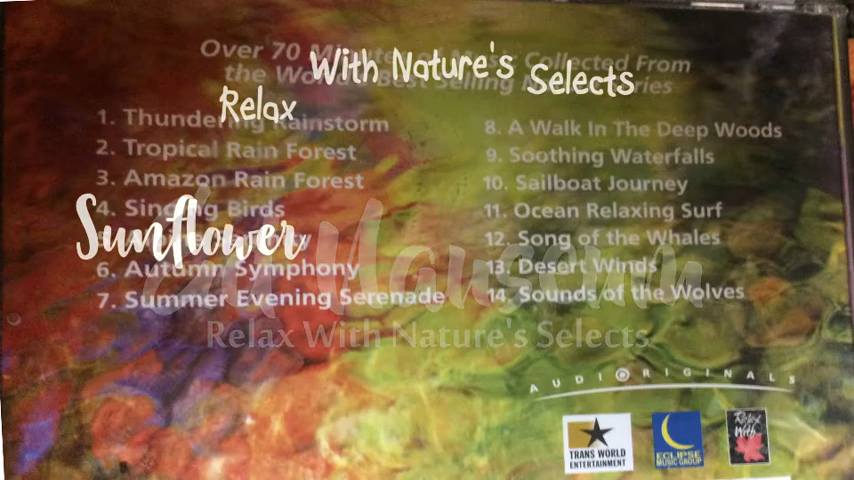 Over 70 Minutes of Music Collected From
the World's Best Selling
With Nature's Selects
Relax
1. Thundering Rainstorm
2. Tropical Rain Forest
3. Amazon Rain Forest
4. Singing Birds
Sunflower
6. Autumn Symphony
7. Summer Evening Serenade
8. A Walk In The Deep Woods
9. Soothing Waterfalls
10. Sailboat Journey
11. Ocean Relaxing Surf
12. Song of the Whales
13. Desert Winds
14. Sounds of the Wolves
Relax With Nature's Selects
AUDIORIGINALS
TRANS WORLD
ENTERTAINMENT
ECLIPSE
MUSIC GROUP
Relax
With